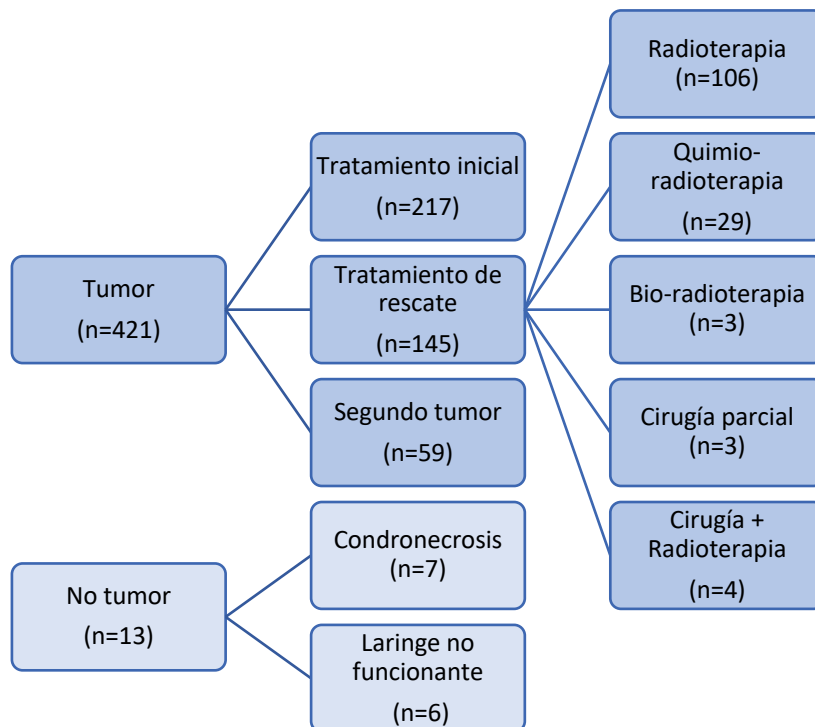 Tumor
(n=421)
Tratamiento inicial
(n=217)
Tratamiento de
rescate
(n=145)
Segundo tumor
(n=59)
Radioterapia
(n=106)
Quimio-
radioterapia
(n=29)
Bio-radioterapia
(n=3)
Cirugía parcial
(n=3)
Cirugía +
Radioterapia
(n=4)
No tumor
(n=13)
Condronecrosis
(n=7)
Laringe no
funcionante
(n=6)